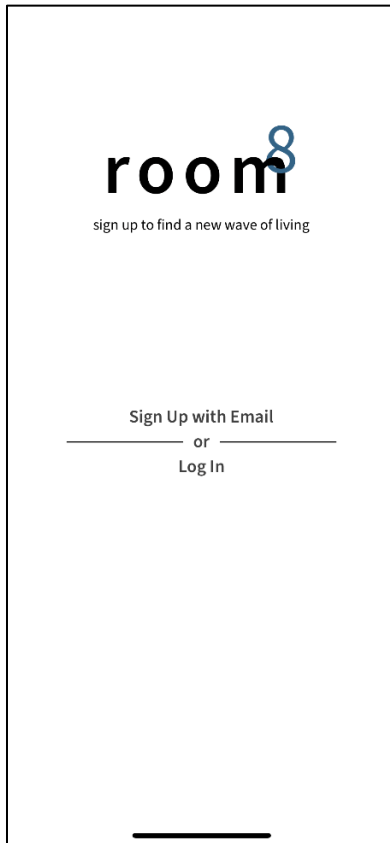 room8
sign up to find a new wave of living
Sign Up with Email
or
Log In